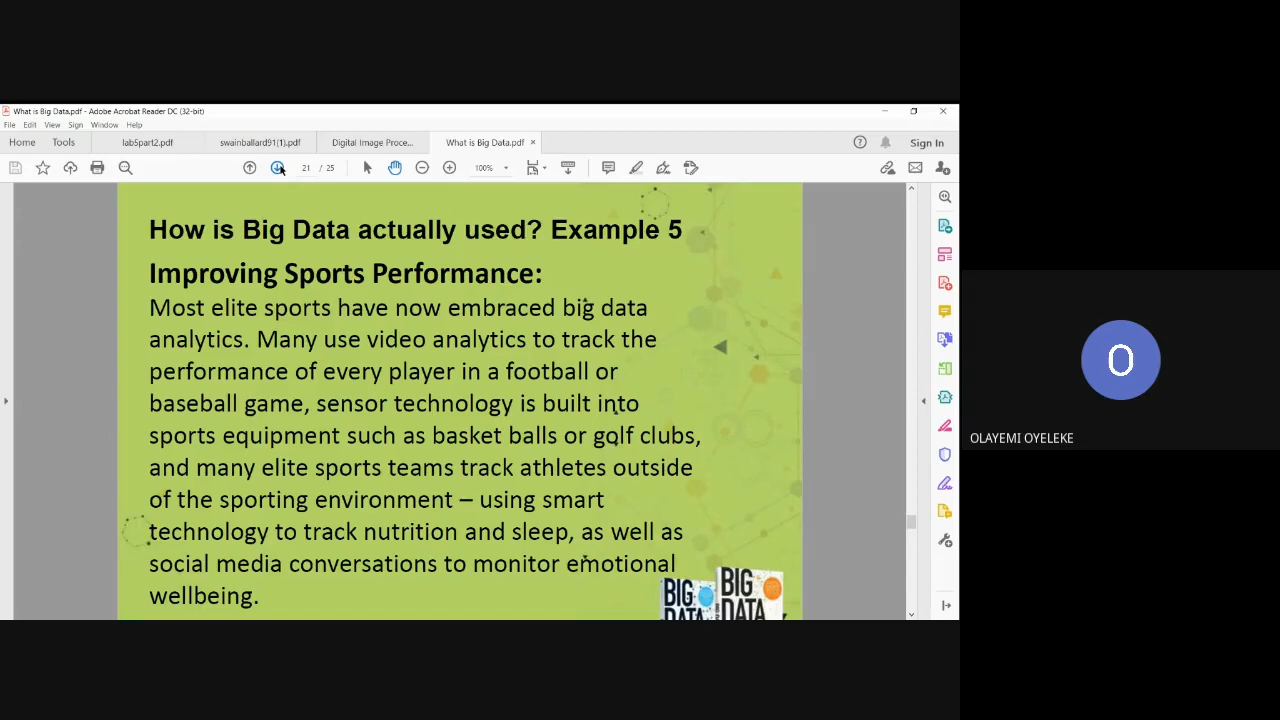 What is Big Data.pdf - Adobe Acrobat Reader DC (32-bit)
File Edit View Sign Window Help
Home Tools lab5part2.pdf swainballard91(1).pdf Digital Image Proce... What is Big Data.pdf × Sign In
21 / 25 100%
How is Big Data actually used? Example 5
Improving Sports Performance:
Most elite sports have now embraced big data
analytics. Many use video analytics to track the
performance of every player in a football or
baseball game, sensor technology is built into
sports equipment such as basket balls or golf clubs,
and many elite sports teams track athletes outside
of the sporting environment – using smart
technology to track nutrition and sleep, as well as
social media conversations to monitor emotional
wellbeing.
BIG DATA
BIG DATA
O
OLAYEMI OYELEKE